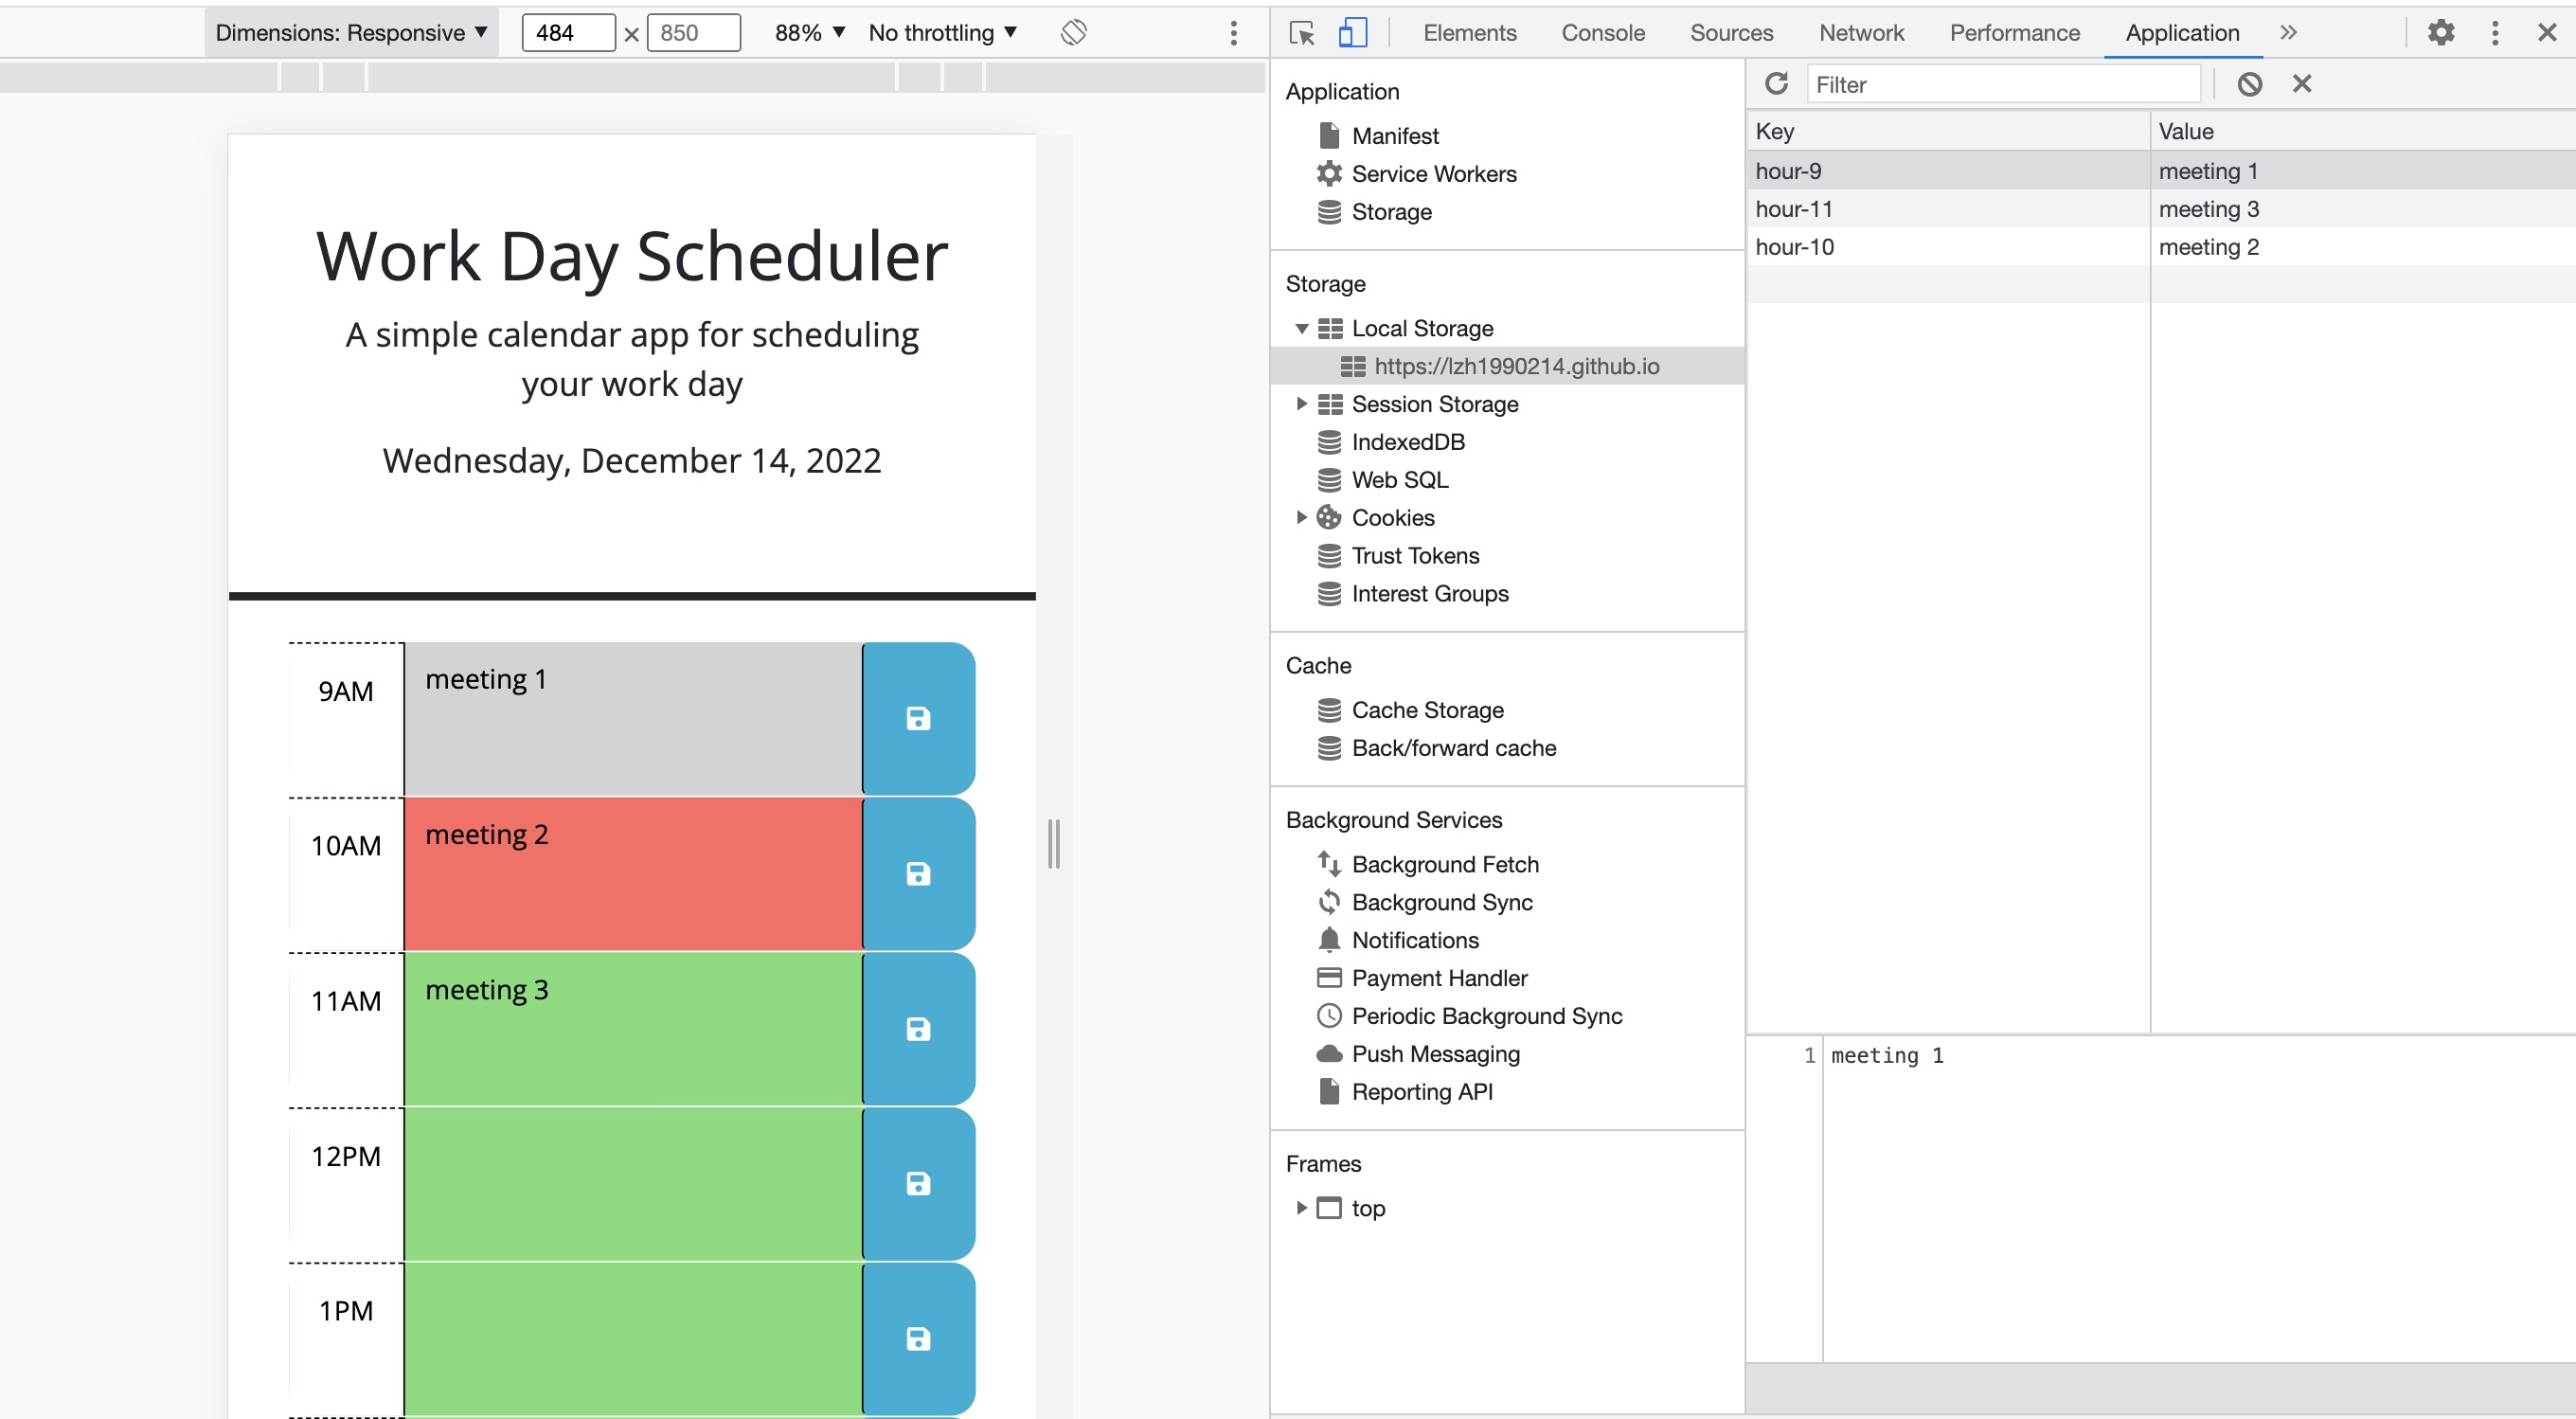 Dimensions: Responsive ▼ 484 × 850 88% ▼ No throttling ▼
Elements Console Sources Network Performance Application »
Work Day Scheduler
A simple calendar app for scheduling
your work day
Wednesday, December 14, 2022
9AM meeting 1
10AM meeting 2
11AM meeting 3
12PM
1PM
Application
Manifest
Service Workers
Storage
Storage
Local Storage
https://lzh1990214.github.io
Session Storage
IndexedDB
Web SQL
Cookies
Trust Tokens
Interest Groups
Cache
Cache Storage
Back/forward cache
Background Services
Background Fetch
Background Sync
Notifications
Payment Handler
Periodic Background Sync
Push Messaging
Reporting API
Frames
top
Filter
Key Value
hour-9 meeting 1
hour-11 meeting 3
hour-10 meeting 2
1 meeting 1